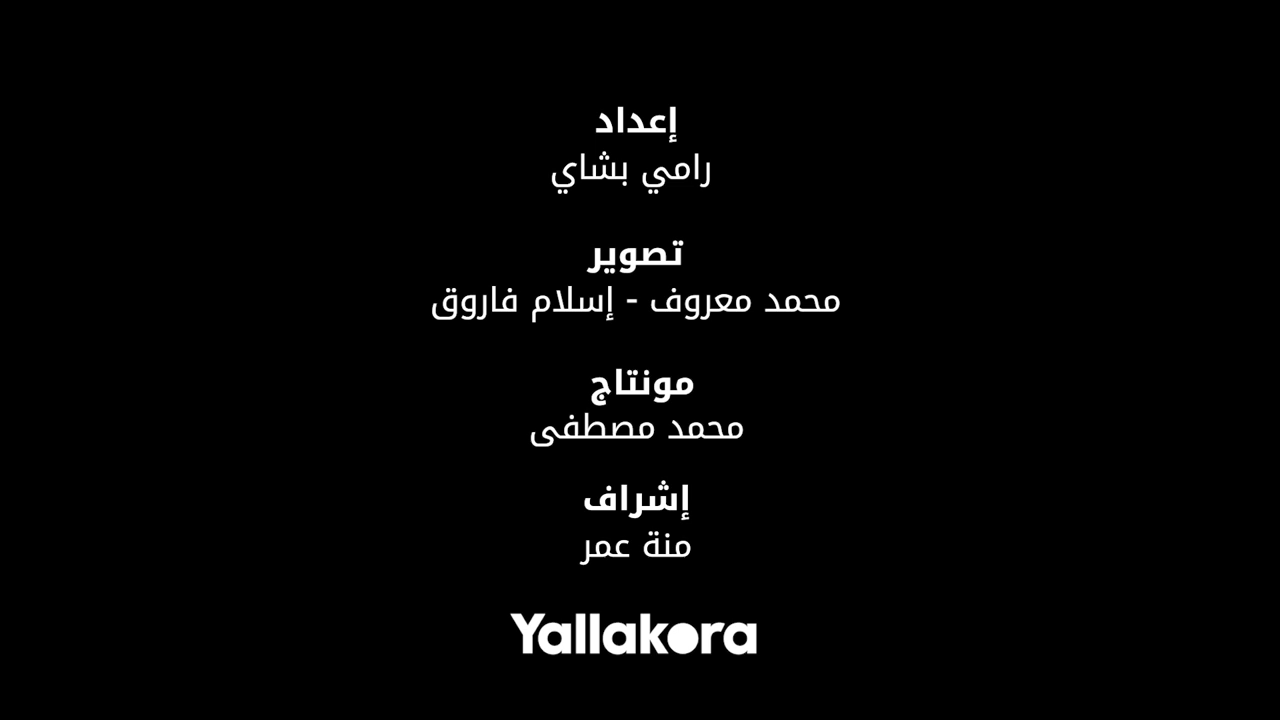 إعداد
رامي بشاي
تصوير
محمد معروف - إسلام فاروق
مونتاج
محمد مصطفى
إشراف
منة عمر
Yallakora